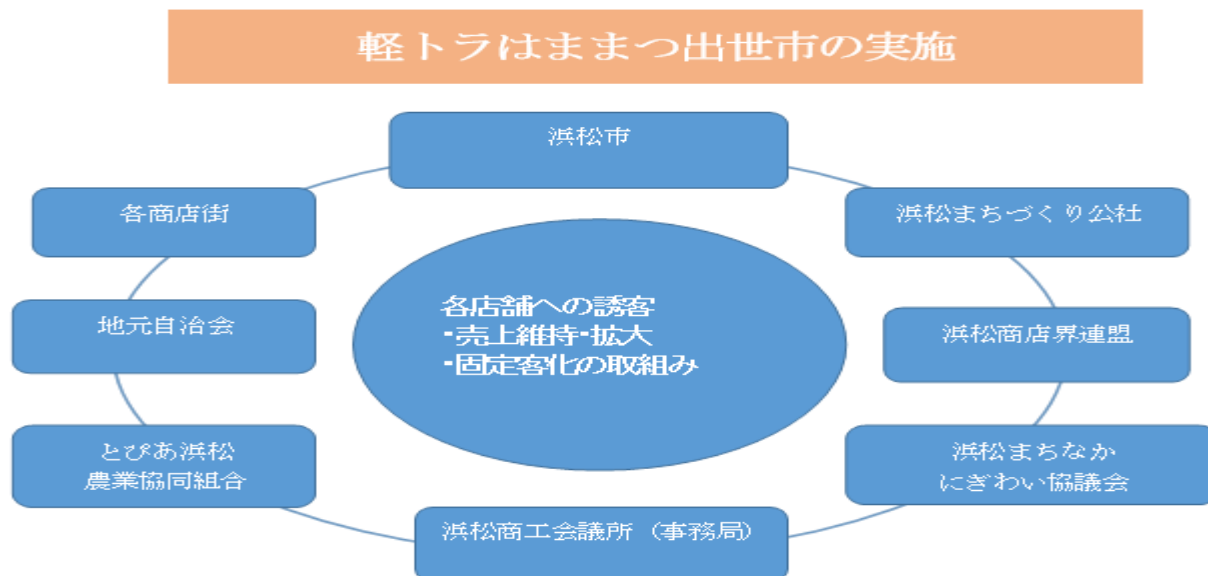 軽トラはままつ出世市の実施
浜松市
各商店街
浜松まちづくり公社
各店舗への誘客
・売上維持・拡大
・固定客化の取組み
地元自治会
浜松商店界連盟
とぴあ浜松
農業協同組合
浜松まちなか
にぎわい協議会
浜松商工会議所（事務局）